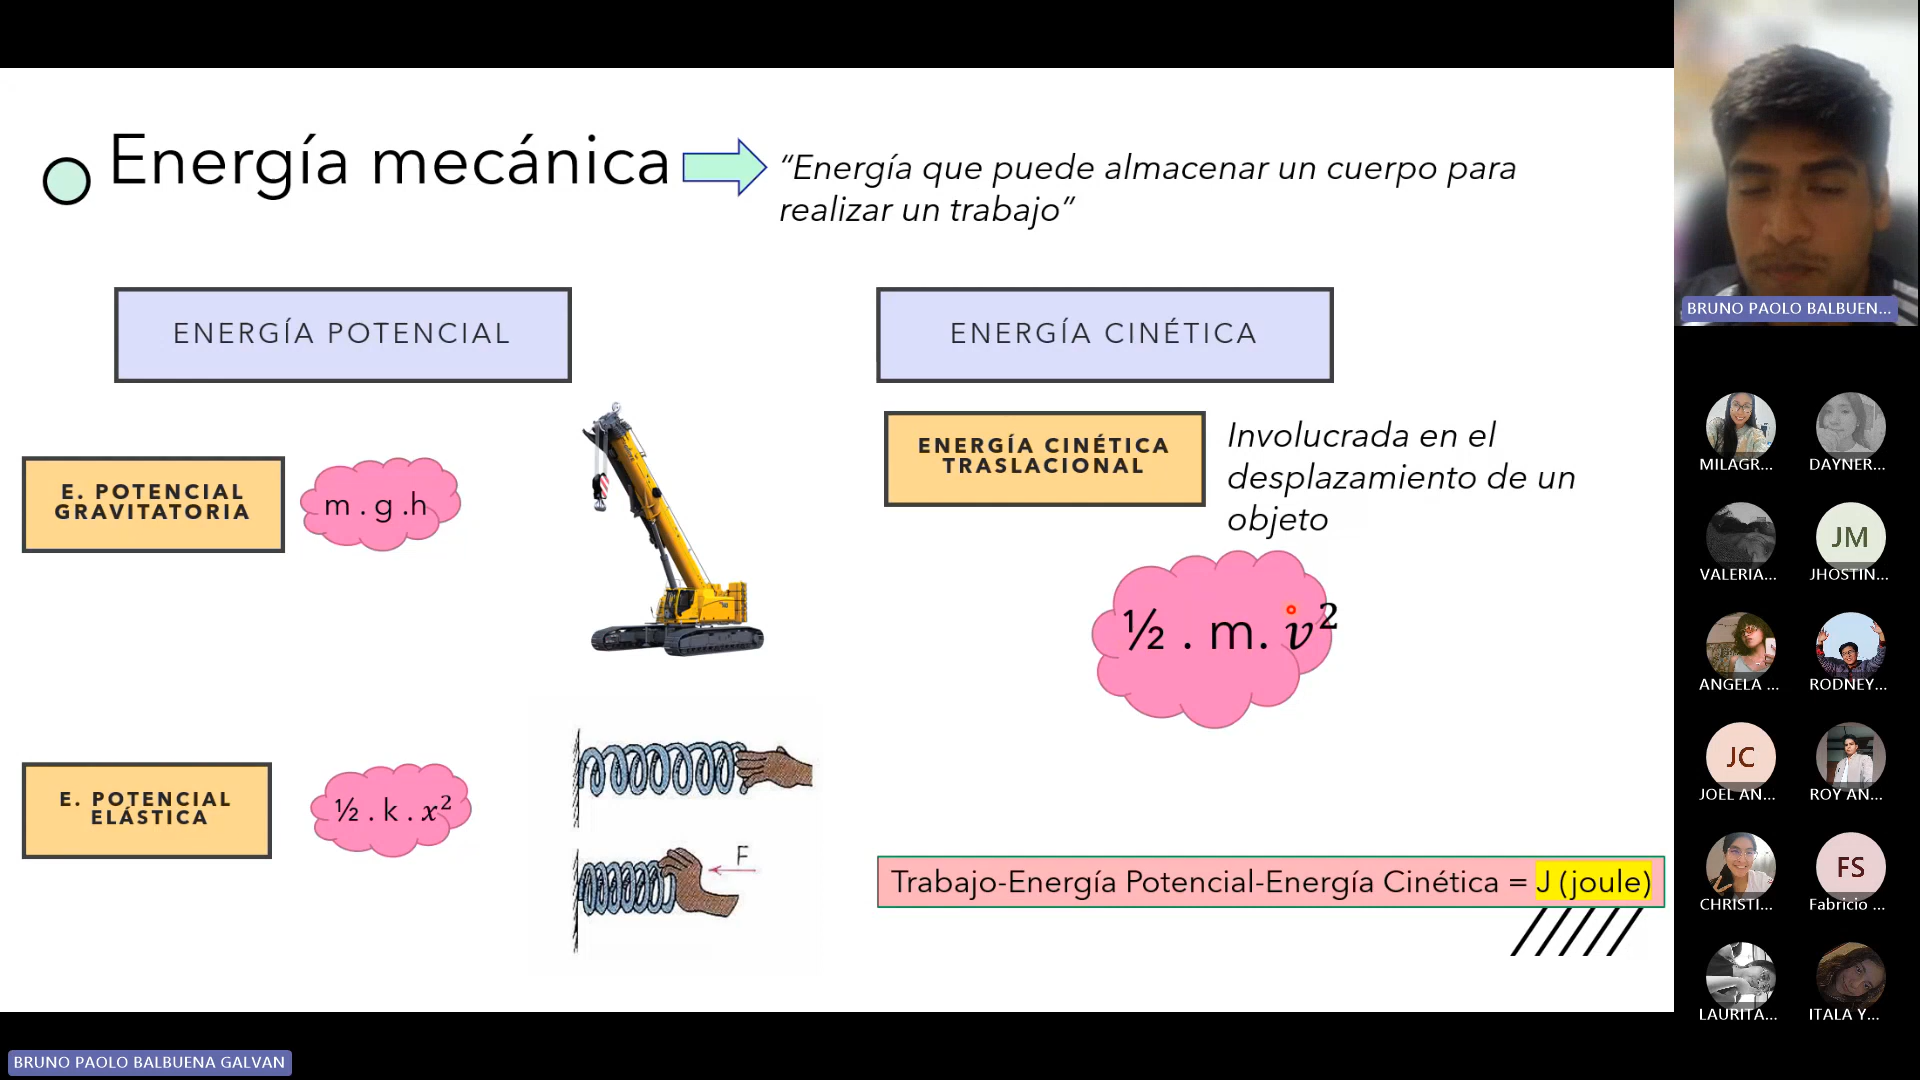 Energía mecánica
“Energía que puede almacenar un cuerpo para
realizar un trabajo”
ENERGÍA POTENCIAL
ENERGÍA CINÉTICA
E. POTENCIAL
GRAVITATORIA
m . g .h
ENERGÍA CINÉTICA
TRASLACIONAL
Involucrada en el
desplazamiento de un
objeto
½ . m. v²
E. POTENCIAL
ELÁSTICA
½ . k . x²
F
Trabajo-Energía Potencial-Energía Cinética = J (joule)
BRUNO PAOLO BALBUEN...
MILAGR...
DAYNER...
VALERIA...
JM
JHOSTIN...
ANGELA ...
RODNEY...
JC
JOEL AN...
ROY AN...
CHRISTI...
FS
Fabricio ...
LAURITA...
ITALA Y...
BRUNO PAOLO BALBUENA GALVAN